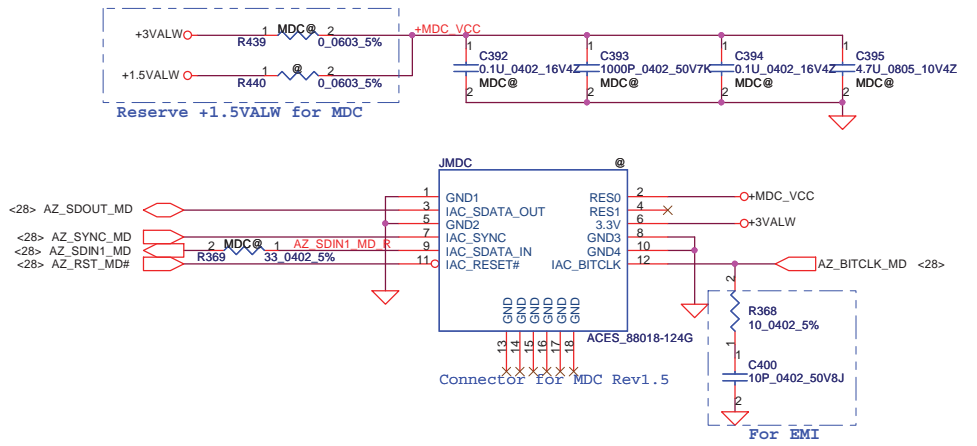 +3VALW
1
MDC@
2
+MDC_VCC
R439
0_0603_5%
+1.5VALW
1
@
2
R440
0_0603_5%
Reserve +1.5VALW for MDC
1
C392
0.1U_0402_16V4Z
MDC@
2
1
C393
1000P_0402_50V7K
MDC@
2
1
C394
0.1U_0402_16V4Z
MDC@
2
1
C395
4.7U_0805_10V4Z
MDC@
2
JMDC
@
1
GND1
RES0
2
+MDC_VCC
<28> AZ_SDOUT_MD
3
IAC_SDATA_OUT
RES1
4
5
GND2
3.3V
6
+3VALW
<28> AZ_SYNC_MD
7
IAC_SYNC
GND3
8
<28> AZ_SDIN1_MD
2
MDC@
1
AZ_SDIN1_MD_R
9
IAC_SDATA_IN
GND4
10
R369
33_0402_5%
<28> AZ_RST_MD#
11
IAC_RESET#
IAC_BITCLK
12
AZ_BITCLK_MD <28>
GND
GND
GND
GND
GND
GND
13
14
15
16
17
18
ACES_88018-124G
Connector for MDC Rev1.5
2
R368
10_0402_5%
1
1
C400
10P_0402_50V8J
2
For EMI